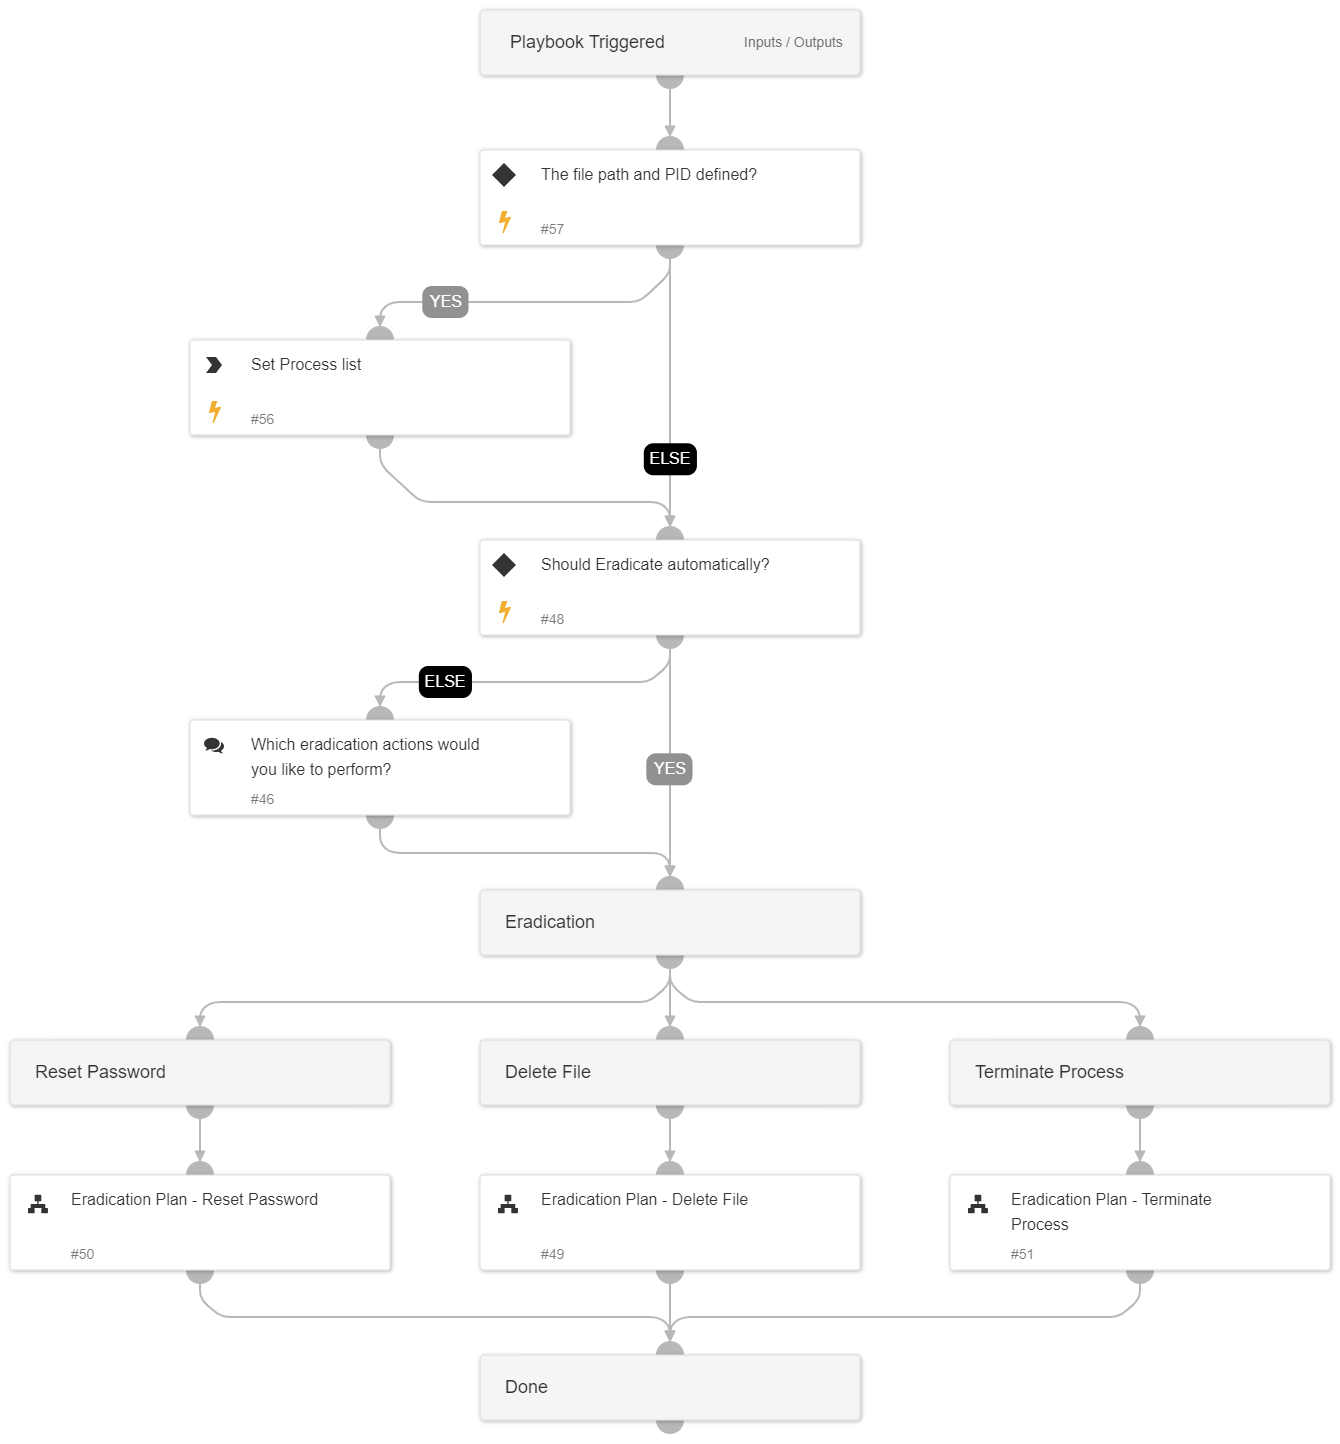 Playbook Triggered
Inputs / Outputs
The file path and PID defined?
#57
YES
Set Process list
#56
ELSE
Should Eradicate automatically?
#48
ELSE
Which eradication actions would
you like to perform?
#46
YES
Eradication
Reset Password
Delete File
Terminate Process
Eradication Plan - Reset Password
#50
Eradication Plan - Delete File
#49
Eradication Plan - Terminate
Process
#51
Done